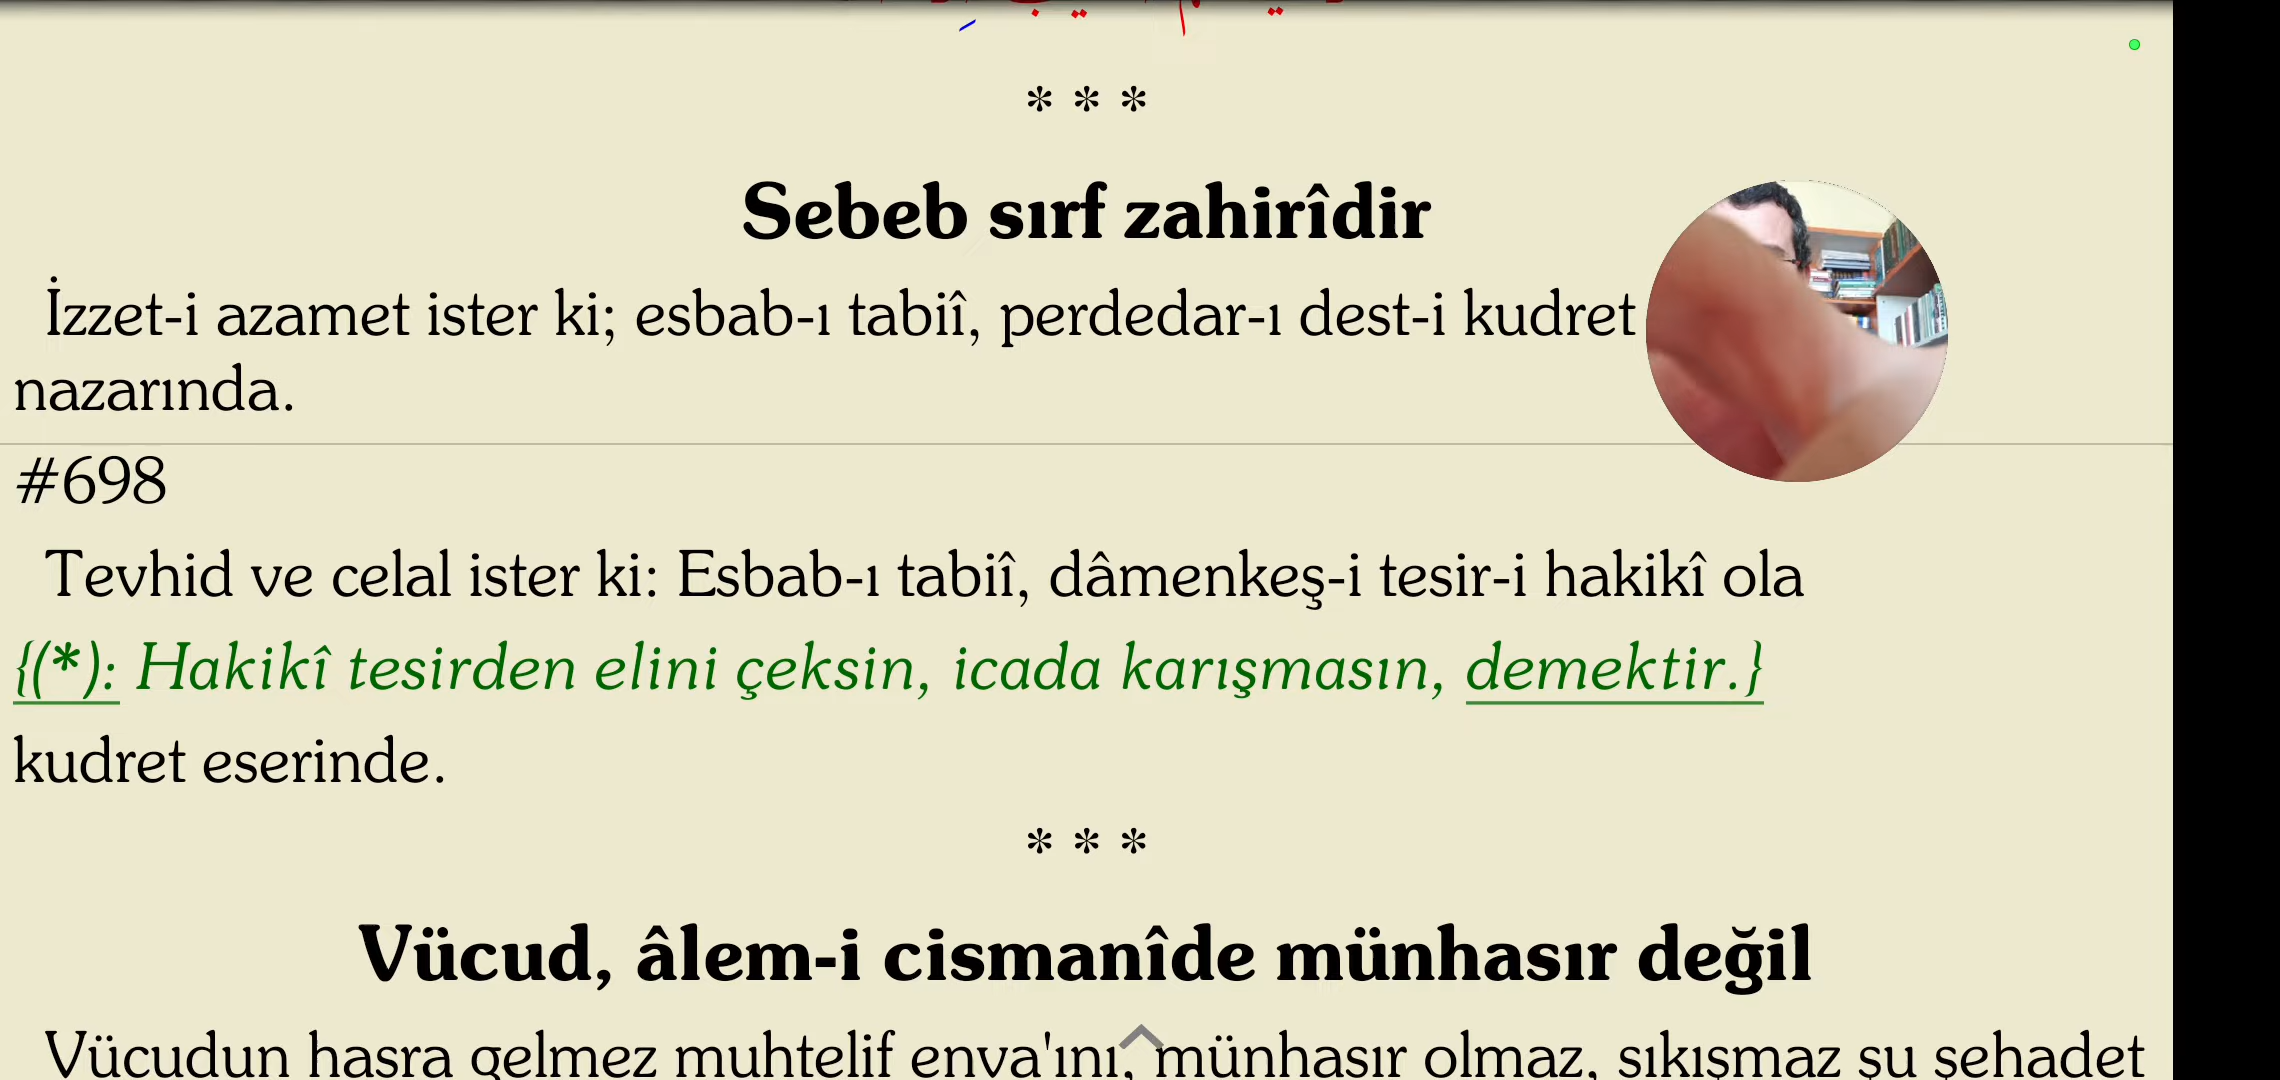 * * *
Sebeb sırf zahirîdir
İzzet-i azamet ister ki; esbab-ı tabiî, perdedar-ı dest-i kudret
nazarında.
#698
Tevhid ve celal ister ki: Esbab-ı tabiî, dâmenkeş-i tesir-i hakikî ola
{(*): Hakikî tesirden elini çeksin, icada karışmasın, demektir.}
kudret eserinde.
* * *
Vücud, âlem-i cismanîde münhasır değil
Vücudun hasra gelmez muhtelif enva'ını, münhasır olmaz, sıkışmaz şu şehadet